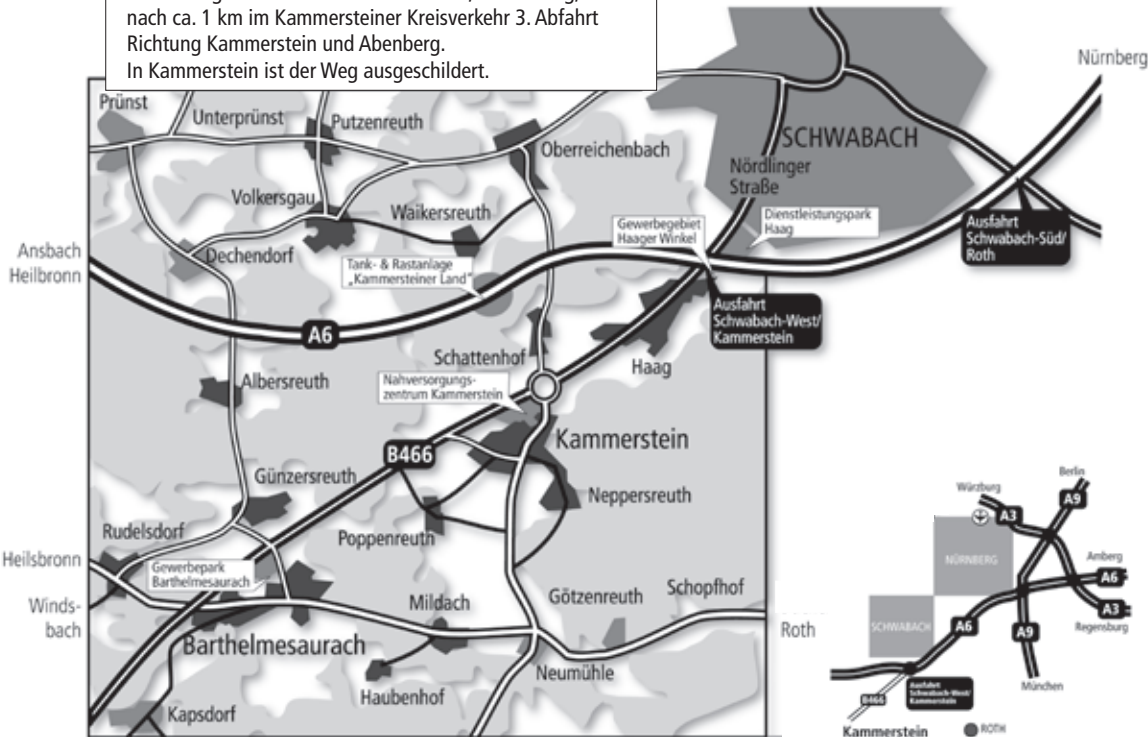 nach ca. 1 km im Kammersteiner Kreisverkehr 3. Abfahrt
Richtung Kammerstein und Abenberg.
In Kammerstein ist der Weg ausgeschildert.
Nürnberg
Prünst
Unterprünst
Putzenreuth
Oberreichenbach
SCHWABACH
Nördlinger
Straße
Volkersgau
Waikersreuth
Gewerbegebiet
Haager Winkel
Dienstleistungspark
Haag
Ausfahrt
Schwabach-Süd/
Roth
Ansbach
Heilbronn
Dechendorf
Tank- & Rastanlage
„Kammersteiner Land"
A6
Ausfahrt
Schwabach-West/
Kammerstein
Schattenhof
Haag
Albersreuth
Nahversorgungs-
zentrum Kammerstein
Kammerstein
B466
Günzersreuth
Neppersreuth
Rudelsdorf
Poppenreuth
Heilsbronn
Gewerbepark
Barthelmesaurach
Winds-
bach
Mildach
Götzenreuth
Schopfhof
Roth
Barthelmesaurach
Neumühle
Haubenhof
Kapsdorf
Berlin
Würzburg
A9
A3
NÜRNBERG
Amberg
A6
A3
Regensburg
SCHWABACH
A6
A9
München
Ausfahrt
Schwabach-West/
Kammerstein
B466
Kammerstein
ROTH